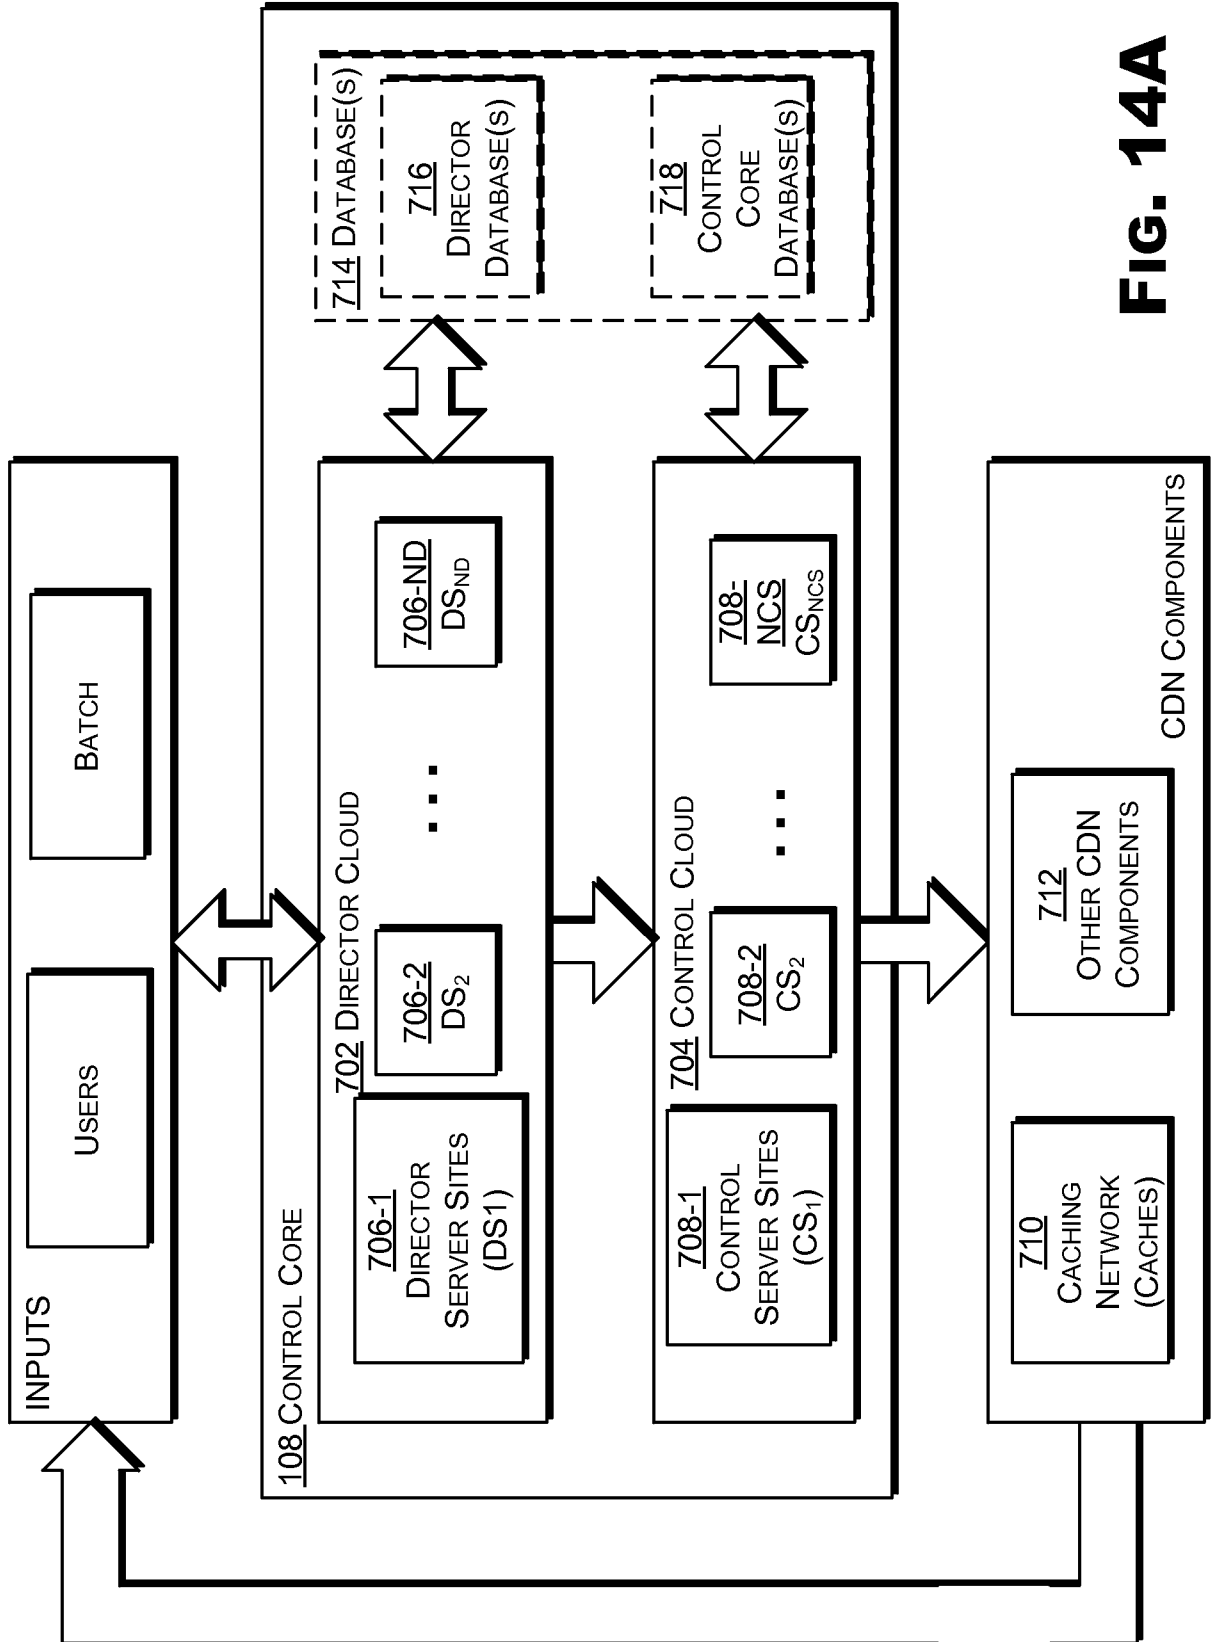 INPUTS
USERS
BATCH
108 CONTROL CORE
702 DIRECTOR CLOUD
706-1
DIRECTOR
SERVER SITES
(DS1)
706-2
DS2
...
706-ND
DSND
704 CONTROL CLOUD
708-1
CONTROL
SERVER SITES
(CS1)
708-2
CS2
...
708-
NCS
CSNCS
714 DATABASE(S)
716
DIRECTOR
DATABASE(S)
718
CONTROL
CORE
DATABASE(S)
710
CACHING
NETWORK
(CACHES)
712
OTHER CDN
COMPONENTS
CDN COMPONENTS
FIG. 14A